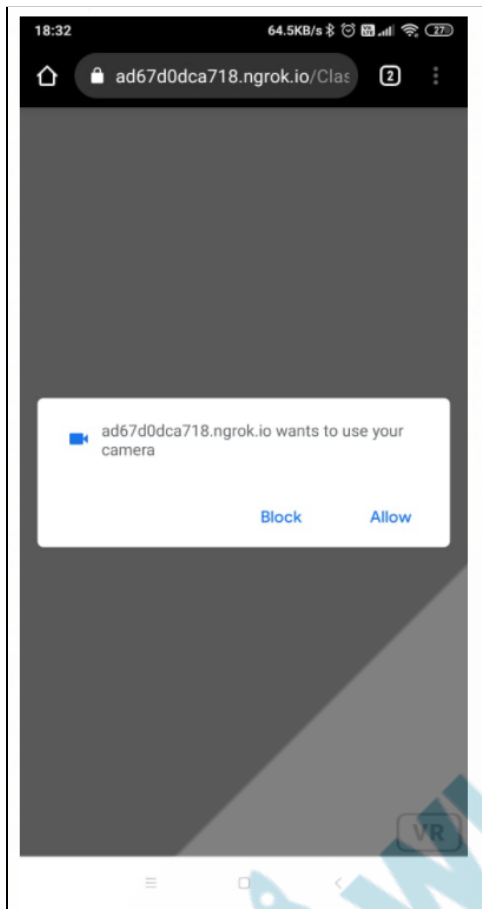 18:32 64.5KB/s 27
ad67d0dca718.ngrok.io/Clas 2
ad67d0dca718.ngrok.io wants to use your
camera
Block Allow
VR